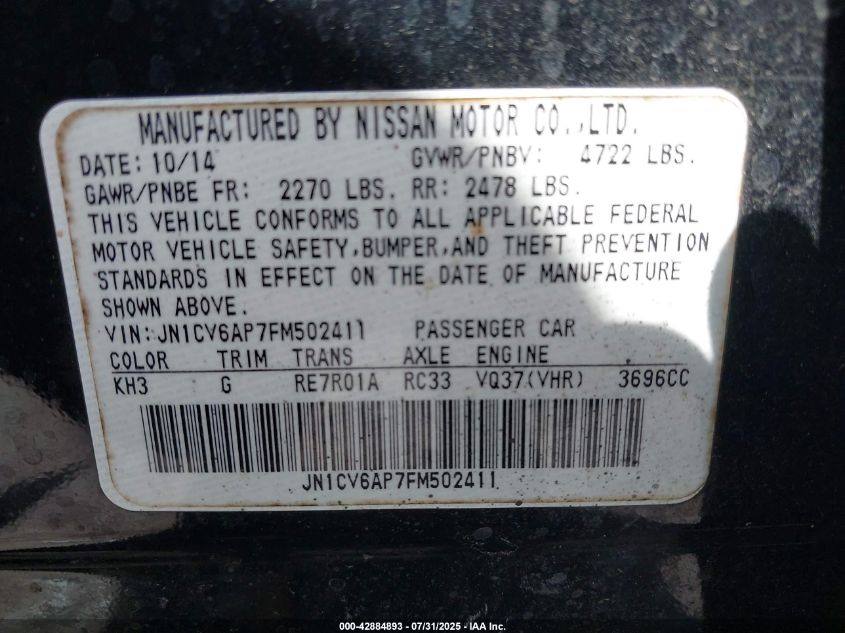 MANUFACTURED BY NISSAN MOTOR CO.,LTD.
DATE: 10/14 GVWR/PNBV: 4722 LBS.
GAWR/PNBE FR: 2270 LBS. RR: 2478 LBS.
THIS VEHICLE CONFORMS TO ALL APPLICABLE FEDERAL
MOTOR VEHICLE SAFETY,BUMPER,AND THEFT PREVENTION
STANDARDS IN EFFECT ON THE DATE OF MANUFACTURE
SHOWN ABOVE.
VIN:JN1CV6AP7FM502411 PASSENGER CAR
COLOR TRIM TRANS AXLE ENGINE
KH3 G RE7R01A RC33 VQ37(VHR) 3696CC
JN1CV6AP7FM502411
000-42884893 - 07/31/2025 - IAA Inc.